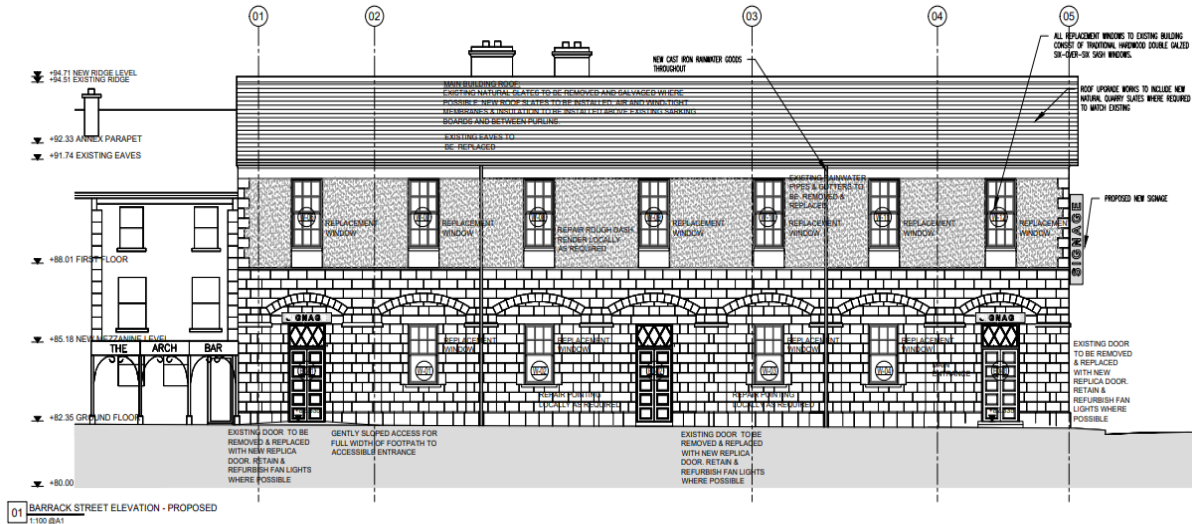 01
02
03
04
05
ALL REPLACEMENT WINDOWS TO EXISTING BUILDING
CONSIST OF TRADITIONAL HARDWOOD DOUBLE GALZED
SIX-OVER-SIX SASH WINDOWS.
NEW CAST IRON RAINWATER GOODS
THROUGHOUT
+94.71 NEW RIDGE LEVEL
+94.51 EXISTING RIDGE
MAIN BUILDING ROOF:
EXISTING NATURAL SLATES TO BE REMOVED AND SALVAGED WHERE
POSSIBLE. NEW ROOF SLATES TO BE INSTALLED. AIR AND WIND-TIGHT
MEMBRANES & INSULATION TO BE INSTALLED ABOVE EXISTING SARKING
BOARDS AND BETWEEN PURLINS.
ROOF UPGRADE WORKS TO INCLUDE NEW
NATURAL QUARRY SLATES WHERE REQUIRED
TO MATCH EXISTING
EXISTING EAVES TO
BE REPLACED
+92.33 ANNEX PARAPET
+91.74 EXISTING EAVES
EXISTING RAINWATER
PIPES & GUTTERS TO
BE REMOVED &
REPLACED
PROPOSED NEW SIGNAGE
SIGNAGE
REPLACEMENT
WINDOW
REPLACEMENT
WINDOW
REPAIR ROUGH DASH
RENDER LOCALLY
AS REQUIRED
REPLACEMENT
WINDOW
REPLACEMENT
WINDOW
REPLACEMENT
WINDOW
REPLACEMENT
WINDOW
+88.01 FIRST FLOOR
GNAG
GNAG
+85.18 NEW MEZZANINE LEVEL
THE ARCH BAR
REPLACEMENT
WINDOW
REPLACEMENT
WINDOW
REPLACEMENT
WINDOW
REPLACEMENT
WINDOW
W-01
W-02
W-03
W-04
MAIN
ENTRANCE
EXISTING DOOR
TO BE REMOVED
& REPLACED
WITH NEW
REPLICA DOOR.
RETAIN &
REFURBISH FAN
LIGHTS WHERE
POSSIBLE
REPAIR POINTING
LOCALLY AS REQUIRED
REPAIR POINTING
LOCALLY AS REQUIRED
+82.35 GROUND FLOOR
EXISTING DOOR TO BE
REMOVED & REPLACED
WITH NEW REPLICA
DOOR. RETAIN &
REFURBISH FAN LIGHTS
WHERE POSSIBLE
GENTLY SLOPED ACCESS FOR
FULL WIDTH OF FOOTPATH TO
ACCESSIBLE ENTRANCE
EXISTING DOOR TO BE
REMOVED & REPLACED
WITH NEW REPLICA
DOOR. RETAIN &
REFURBISH FAN LIGHTS
WHERE POSSIBLE
+80.00
01 BARRACK STREET ELEVATION - PROPOSED
1:100 @A1